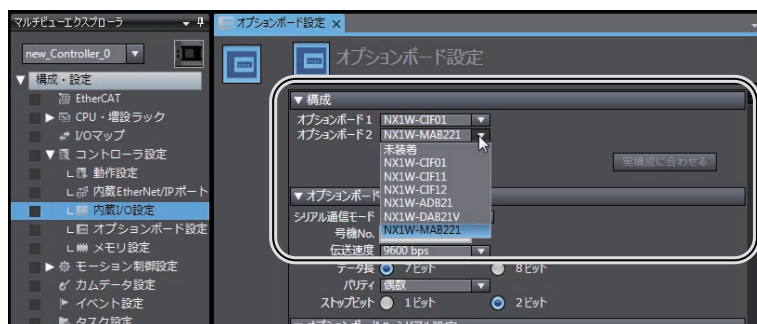 マルチビューエクスプローラ
new_Controller_0
構成・設定
EtherCAT
CPU・増設ラック
I/Oマップ
コントローラ設定
動作設定
内蔵EtherNet/IPポート
内蔵I/O設定
オプションボード設定
メモリ設定
モーション制御設定
カムデータ設定
イベント設定
タスク設定
オプションボード設定
オプションボード設定
構成
オプションボード1 NX1W-CIF01
オプションボード2 NX1W-MAB221
未装着
NX1W-CIF01
NX1W-CIF11
NX1W-CIF12
NX1W-ADB21
NX1W-DAB21V
NX1W-MAB221
実構成に合わせる
オプションボード
シリアル通信モード
号機No.
伝送速度 9600 bps
データ長 7ビット 8ビット
パリティ 偶数
ストップビット 1ビット 2ビット